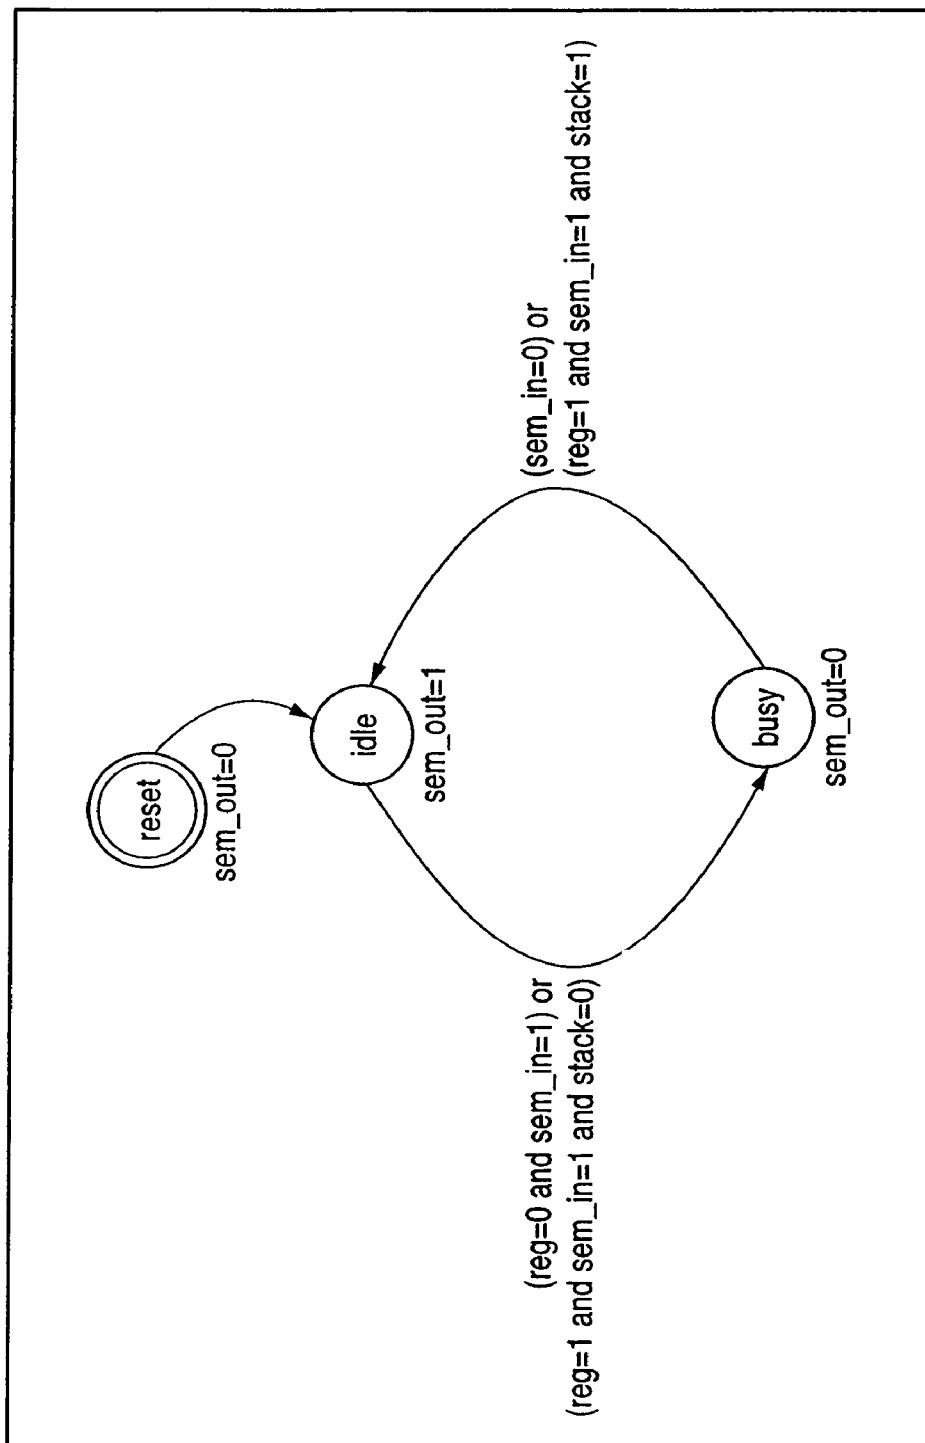 reset
sem_out=0
idle
sem_out=1
(reg=0 and sem_in=1) or
(reg=1 and sem_in=1 and stack=0)
(sem_in=0) or
(reg=1 and sem_in=1 and stack=1)
busy
sem_out=0